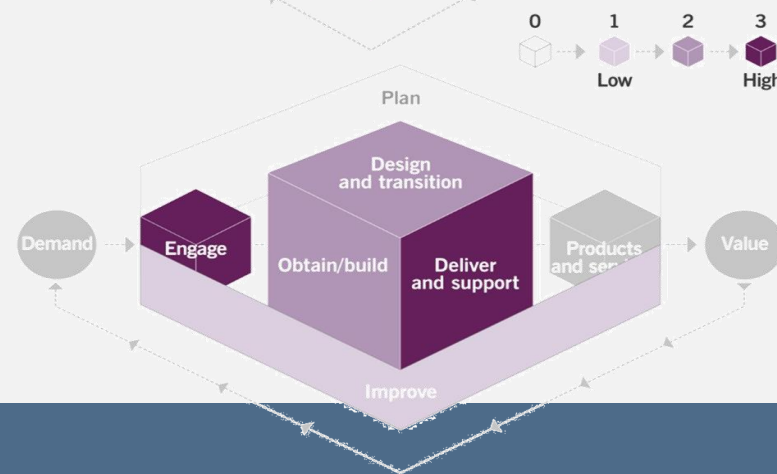 0 1 2 3
Low High
Plan
Design
and transition
Demand
Engage
Obtain/build
Deliver
and support
Products
and
Value
Improve